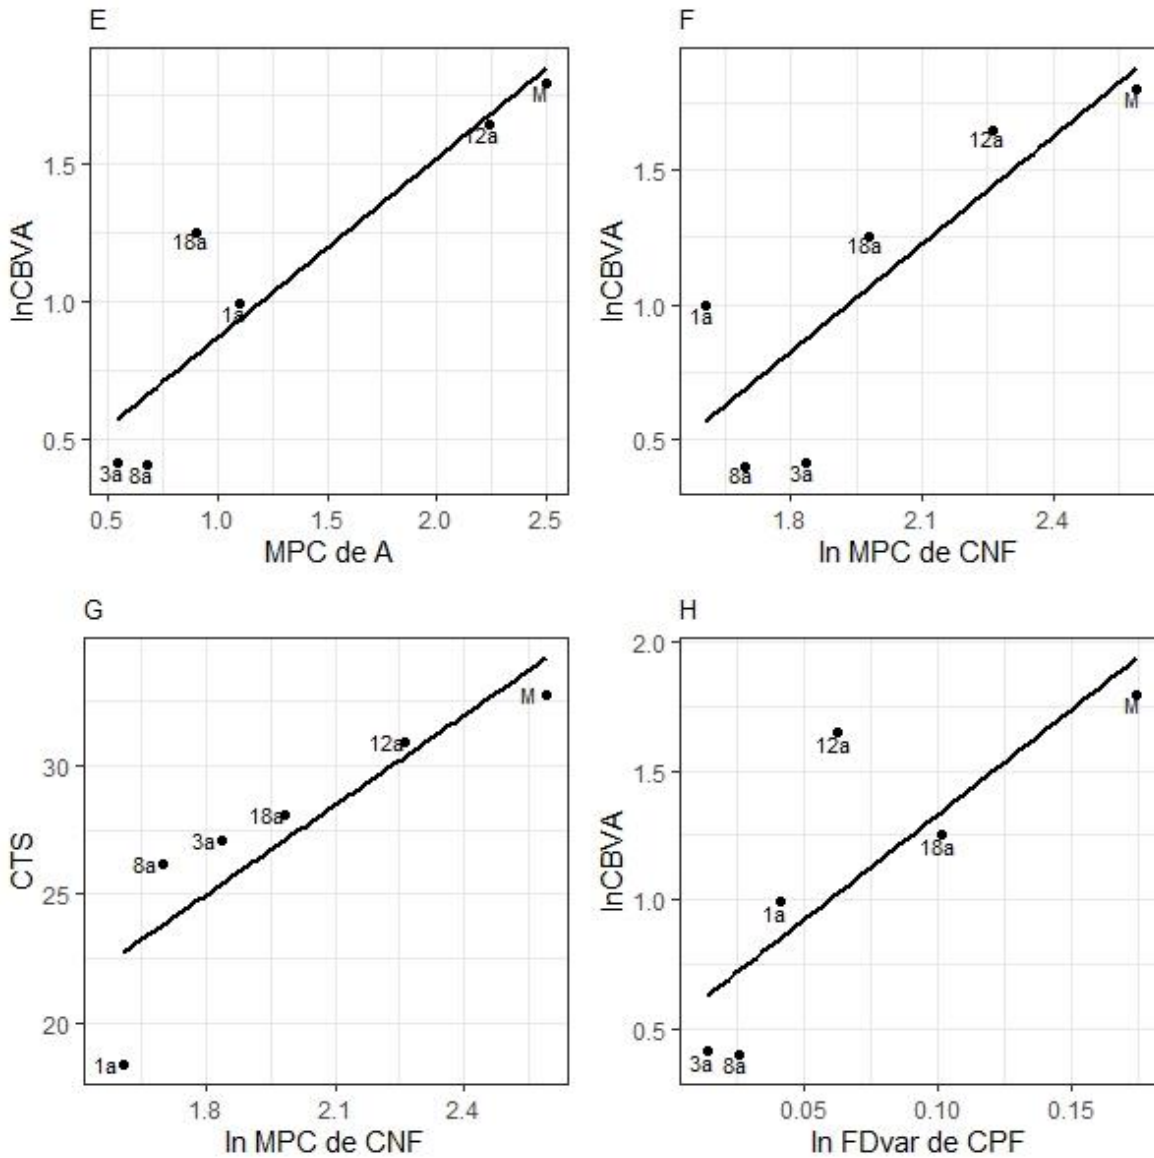 E
lnCBVA
1.5
1.0
0.5
M
12a
18a
1a
3a
8a
0.5 1.0 1.5 2.0 2.5
MPC de A
F
lnCBVA
1.5
1.0
0.5
M
12a
18a
1a
8a
3a
1.8 2.1 2.4
ln MPC de CNF
G
CTS
30
25
20
M
12a
18a
3a
8a
1a
1.8 2.1 2.4
ln MPC de CNF
H
lnCBVA
2.0
1.5
1.0
0.5
M
12a
18a
1a
3a
8a
0.05 0.10 0.15
ln FDvar de CPF